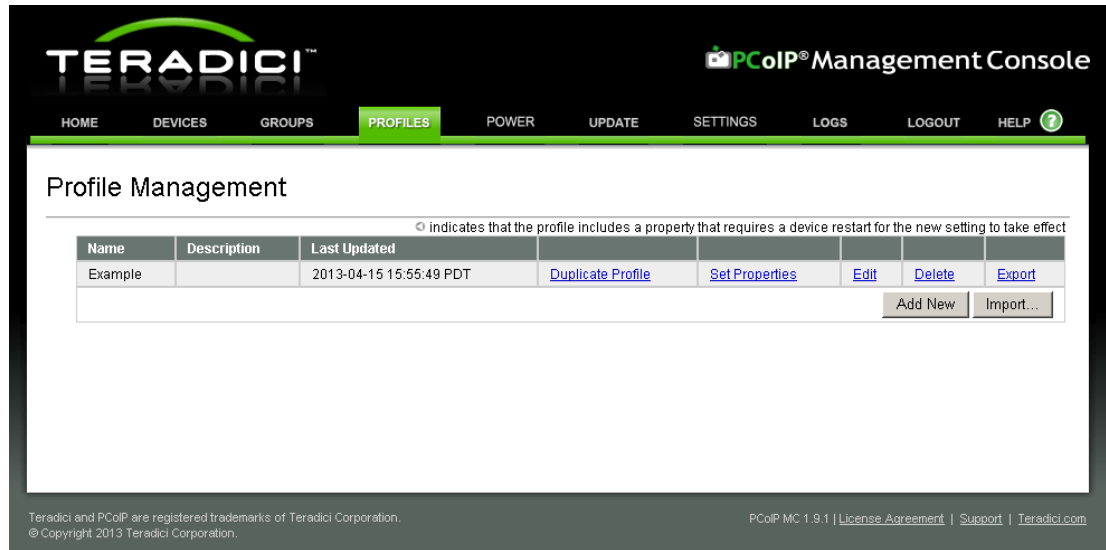 TERADICI™
PCoIP® Management Console
HOME DEVICES GROUPS PROFILES POWER UPDATE SETTINGS LOGS LOGOUT HELP ?
Profile Management
indicates that the profile includes a property that requires a device restart for the new setting to take effect
Name Description Last Updated
Example 2013-04-15 15:55:49 PDT Duplicate Profile Set Properties Edit Delete Export
Add New Import...
Teradici and PCoIP are registered trademarks of Teradici Corporation.
© Copyright 2013 Teradici Corporation.
PCoIP MC 1.9.1 | License Agreement | Support | Teradici.com